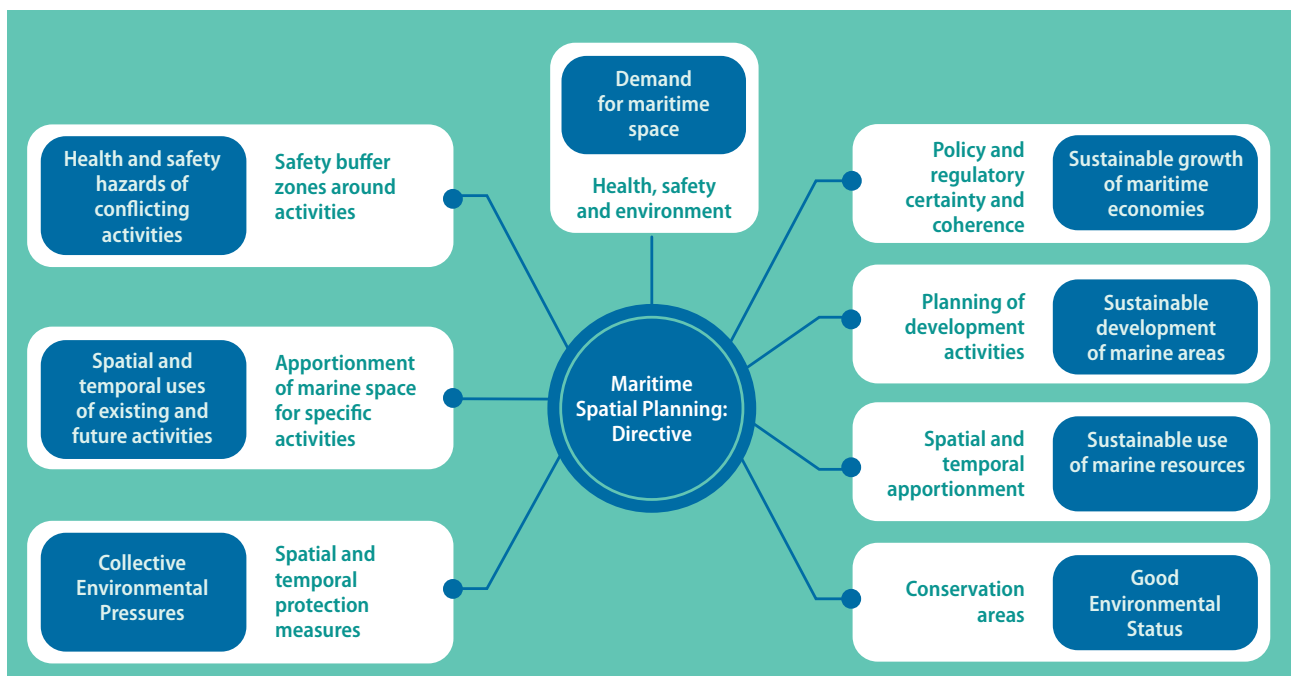 Demand
for maritime
space
Health, safety
and environment
Health and safety
hazards of
conflicting
activities
Safety buffer
zones around
activities
Spatial and
temporal uses
of existing and
future activities
Apportionment
of marine space
for specific
activities
Collective
Environmental
Pressures
Spatial and
temporal
protection
measures
Maritime
Spatial Planning:
Directive
Policy and
regulatory
certainty and
coherence
Sustainable growth
of maritime
economies
Planning of
development
activities
Sustainable
development
of marine areas
Spatial and
temporal
apportionment
Sustainable use
of marine resources
Conservation
areas
Good
Environmental
Status